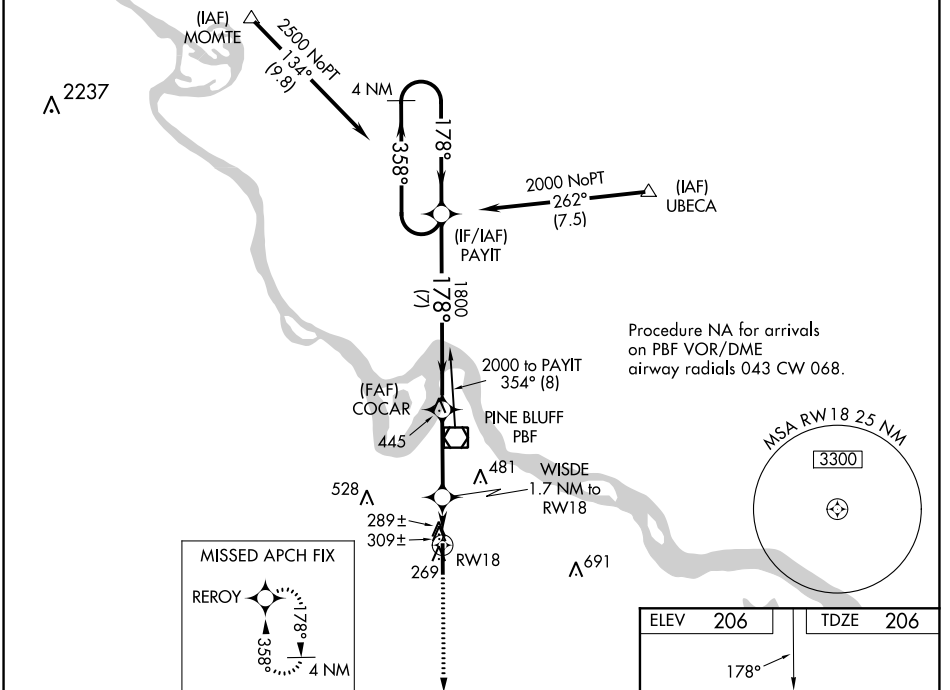 (IAF)
MOMTE
2500 NoPT
134°
(9.8)
2237
4 NM
178°
358°
2000 NoPT
262°
(7.5)
(IAF)
UBECA
(IF/IAF)
PAYIT
1800
178°
(7)
Procedure NA for arrivals
on PBF VOR/DME
airway radials 043 CW 068.
2000 to PAYIT
354° (8)
(FAF)
COCAR
445
PINE BLUFF
PBF
MSA RW18 25 NM
3300
481
WISDE
1.7 NM to
RW18
528
289±
309±
269
RW18
691
MISSED APCH FIX
REROY
178°
358°
4 NM
ELEV 206
TDZE 206
178°